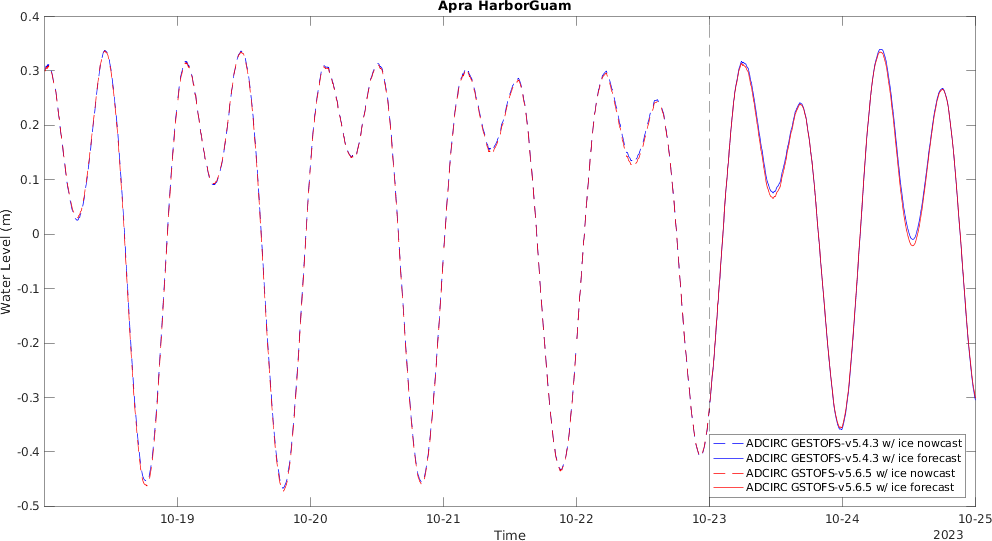 Apra HarborGuam
0.4
0.3
0.2
0.1
0
-0.1
-0.2
-0.3
-0.4
-0.5
Water Level (m)
ADCIRC GESTOFS-v5.4.3 w/ ice nowcast
ADCIRC GESTOFS-v5.4.3 w/ ice forecast
ADCIRC GSTOFS-v5.6.5 w/ ice nowcast
ADCIRC GSTOFS-v5.6.5 w/ ice forecast
10-19 10-20 10-21 10-22 10-23 10-24 10-25
Time
2023